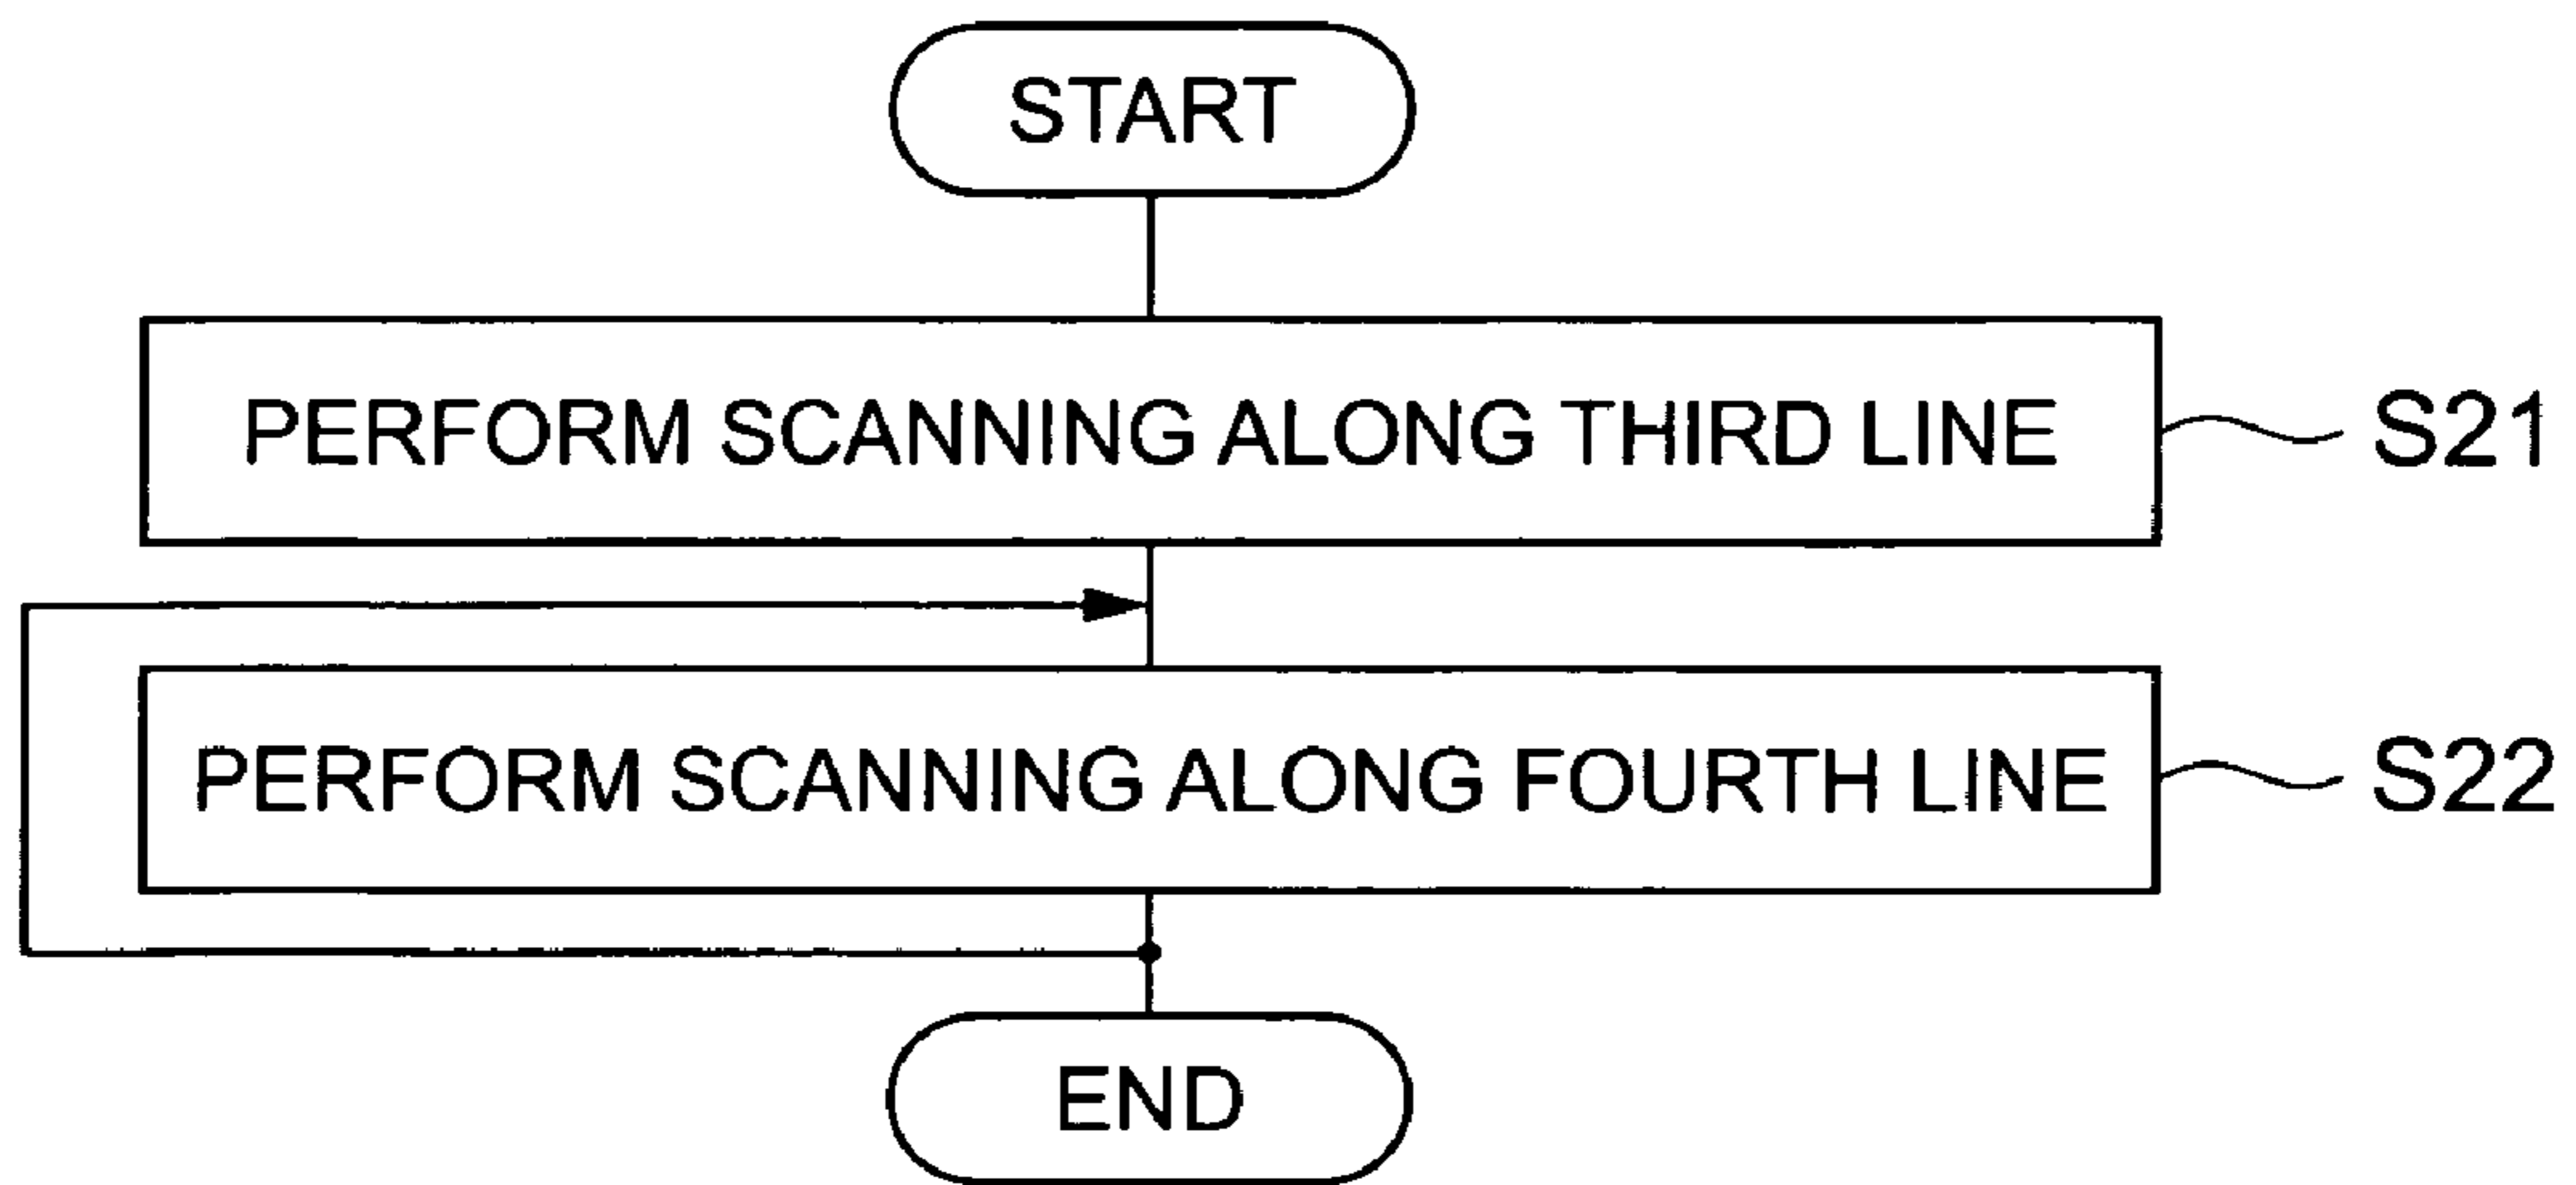 START
PERFORM SCANNING ALONG THIRD LINE S21
PERFORM SCANNING ALONG FOURTH LINE S22
END